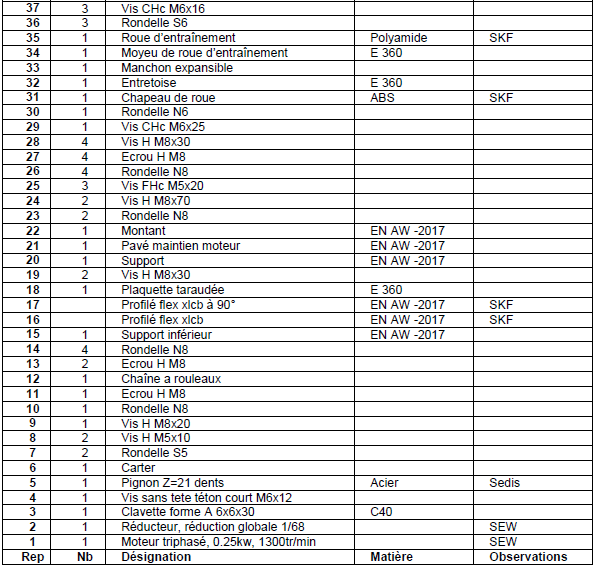 37 3 Vis CHc M6x16
36 3 Rondelle S6
35 1 Roue d'entraînement Polyamide SKF
34 1 Moyeu de roue d'entraînement E 360
33 1 Manchon expansible
32 1 Entretoise E 360
31 1 Chapeau de roue ABS SKF
30 1 Rondelle N6
29 1 Vis CHc M6x25
28 4 Vis H M8x30
27 4 Ecrou H M8
26 4 Rondelle N8
25 3 Vis FHc M5x20
24 2 Vis H M8x70
23 2 Rondelle N8
22 1 Montant EN AW -2017
21 1 Pavé maintien moteur EN AW -2017
20 1 Support EN AW -2017
19 2 Vis H M8x30
18 1 Plaquette taraudée E 360
17 Profilé flex xlcb à 90° EN AW -2017 SKF
16 Profilé flex xlcb EN AW -2017 SKF
15 1 Support inférieur EN AW -2017
14 4 Rondelle N8
13 2 Ecrou H M8
12 1 Chaîne a rouleaux
11 1 Ecrou H M8
10 1 Rondelle N8
9 1 Vis H M8x20
8 2 Vis H M5x10
7 2 Rondelle S5
6 1 Carter
5 1 Pignon Z=21 dents Acier Sedis
4 1 Vis sans tete téton court M6x12
3 1 Clavette forme A 6x6x30 C40
2 1 Réducteur, réduction globale 1/68 SEW
1 1 Moteur triphasé, 0.25kw, 1300tr/min SEW
Rep Nb Désignation Matière Observations